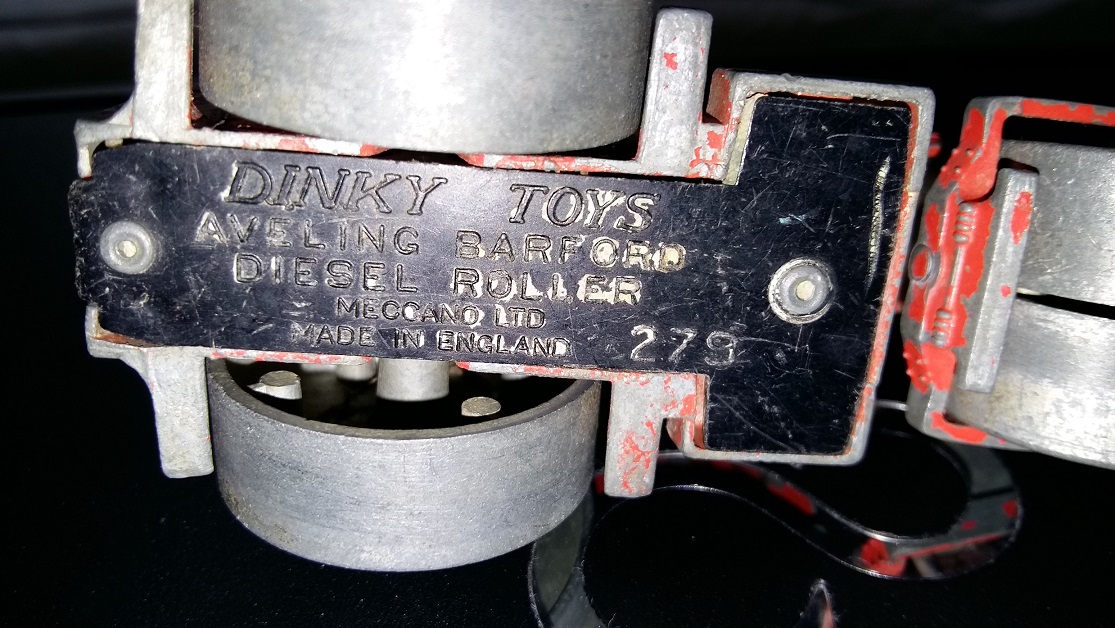 DINKY TOYS
AVELING BARFORD
DIESEL ROLLER
MECCANO LTD
MADE IN ENGLAND 279